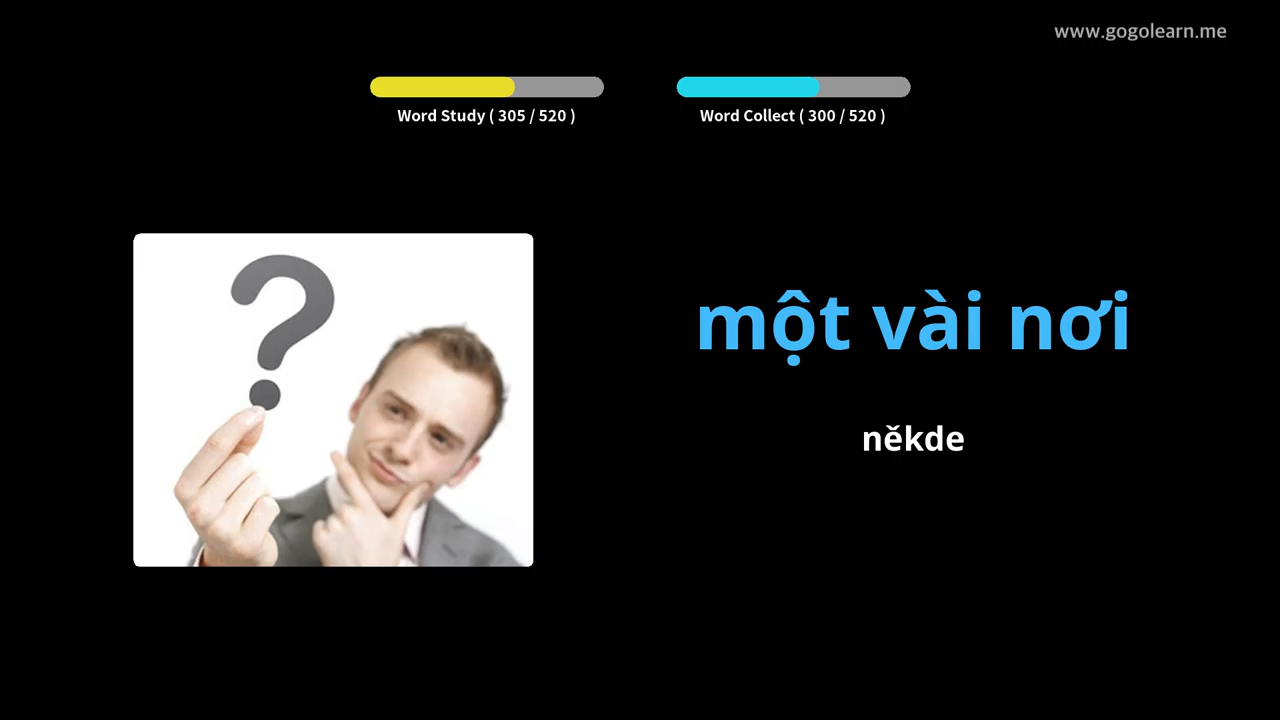 www.gogolearn.me
Word Study ( 305 / 520 )
Word Collect ( 300 / 520 )
một vài nơi
někde